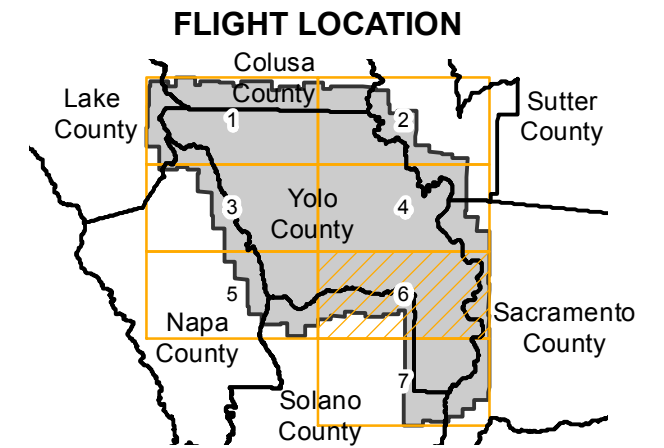 FLIGHT LOCATION
Colusa
County
Lake
County
Sutter
County
1
2
Yolo
County
3
4
5
6
Napa
County
Sacramento
County
7
Solano
County